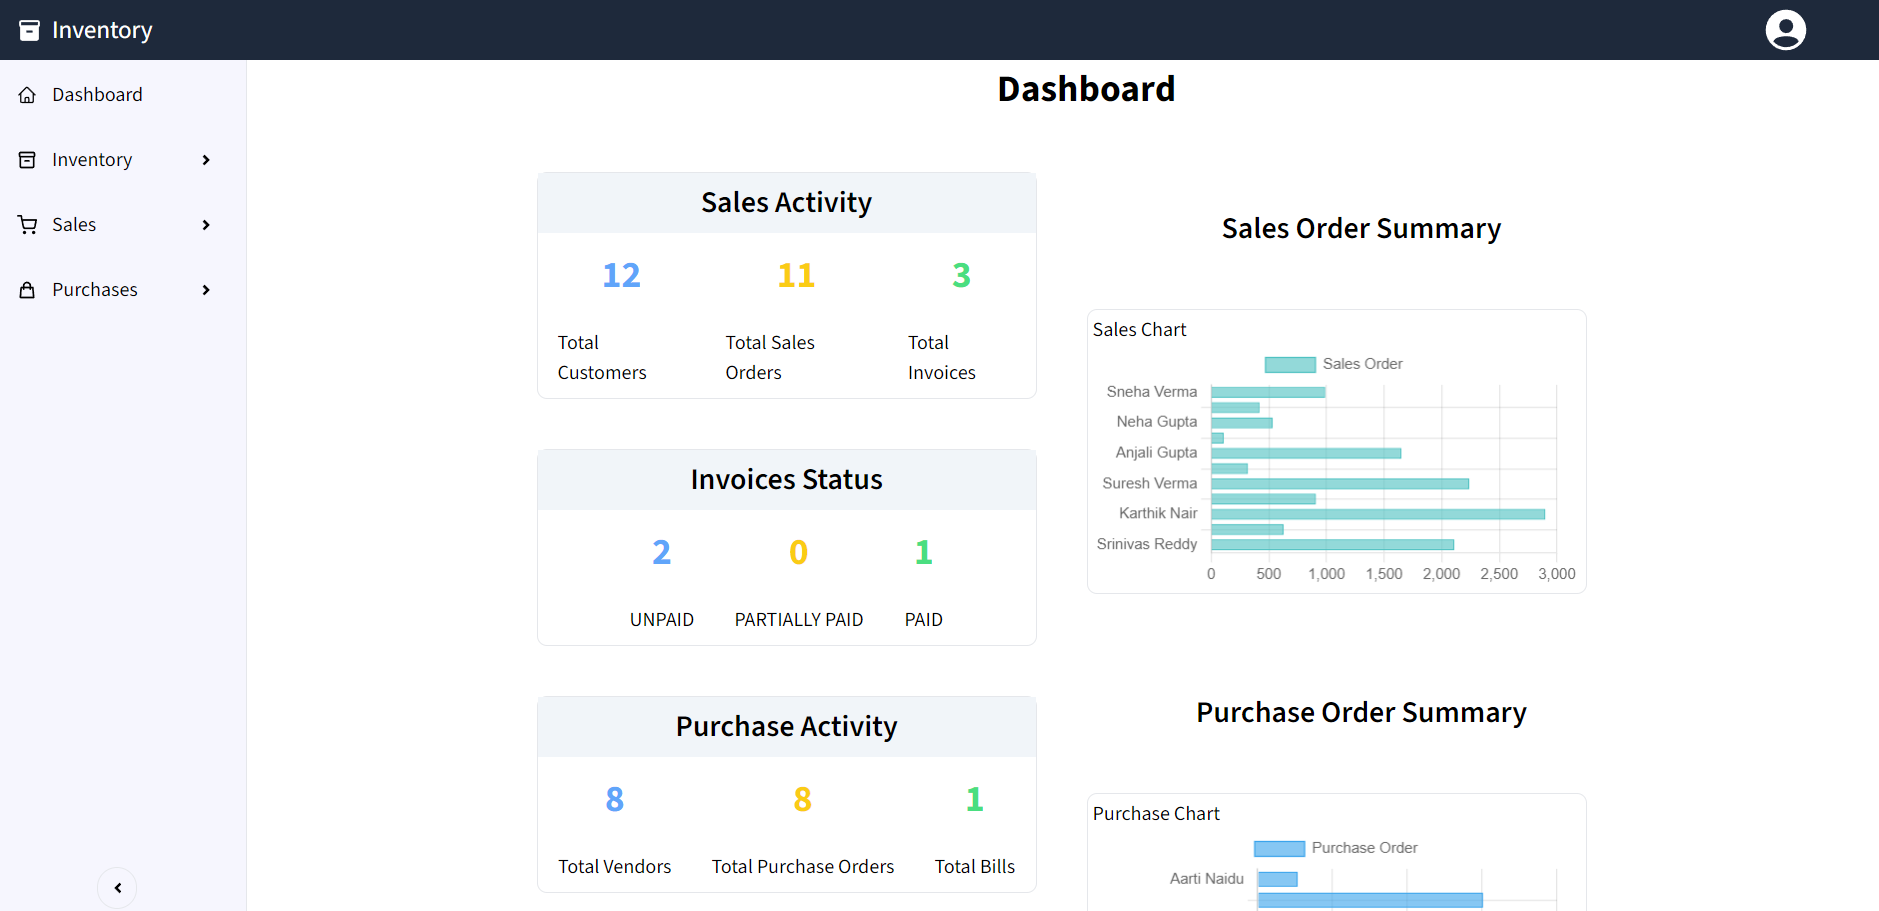 Inventory
Dashboard
Inventory
Sales
Purchases
Dashboard
Sales Activity
12
11
3
Total
Customers
Total Sales
Orders
Total
Invoices
Invoices Status
2
0
1
UNPAID
PARTIALLY PAID
PAID
Purchase Activity
8
8
1
Total Vendors
Total Purchase Orders
Total Bills
Sales Order Summary
Sales Chart
Sales Order
Sneha Verma
Neha Gupta
Anjali Gupta
Suresh Verma
Karthik Nair
Srinivas Reddy
0
500
1,000
1,500
2,000
2,500
3,000
Purchase Order Summary
Purchase Chart
Purchase Order
Aarti Naidu